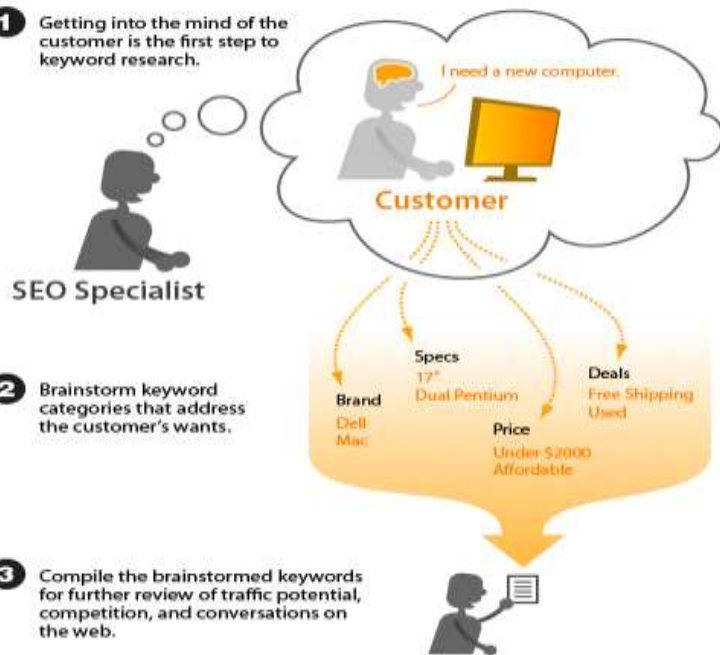 1 Getting into the mind of the
customer is the first step to
keyword research.
I need a new computer.
Customer
SEO Specialist
2 Brainstorm keyword
categories that address
the customer's wants.
Brand
Dell
Mac
Specs
17"
Dual Pentium
Price
Under $2000
Affordable
Deals
Free Shipping
Used
3 Compile the brainstormed keywords
for further review of traffic potential,
competition, and conversations on
the web.